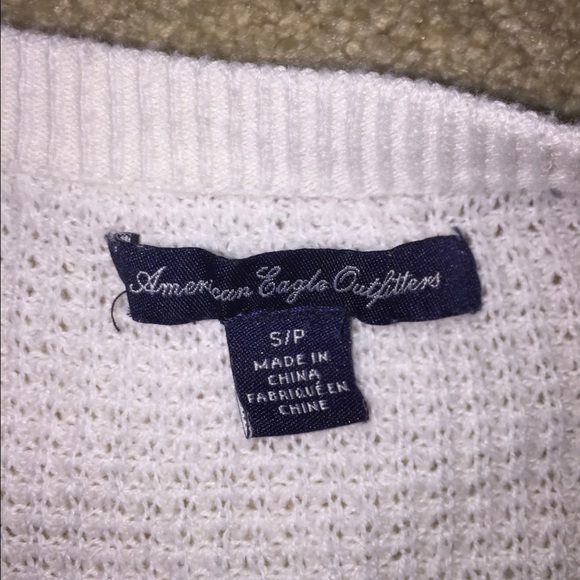 American Eagle Outfitters
S/P
MADE IN
CHINA
FABRIQUÉ EN
CHINE